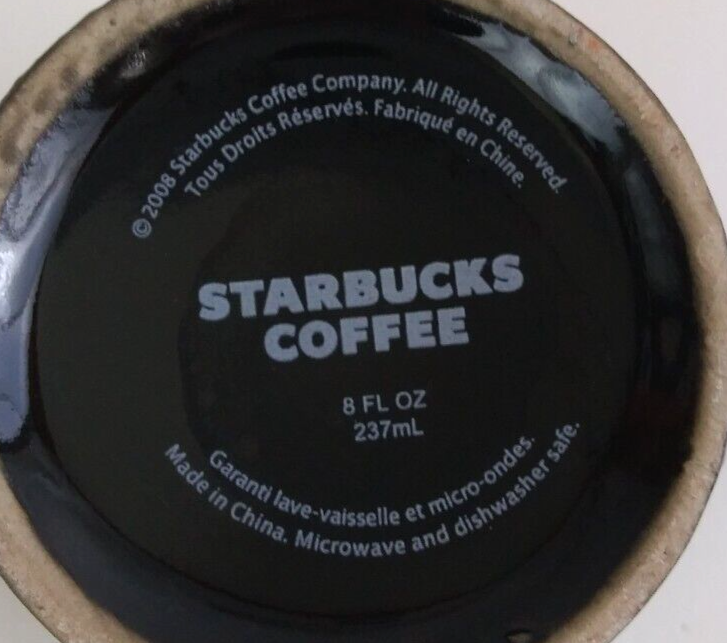 © 2008 Starbucks Coffee Company. All Rights Reserved.
Tous Droits Réservés. Fabriqué en Chine.
STARBUCKS
COFFEE
8 FL OZ
237mL
Garanti lave-vaisselle et micro-ondes.
Made in China. Microwave and dishwasher safe.